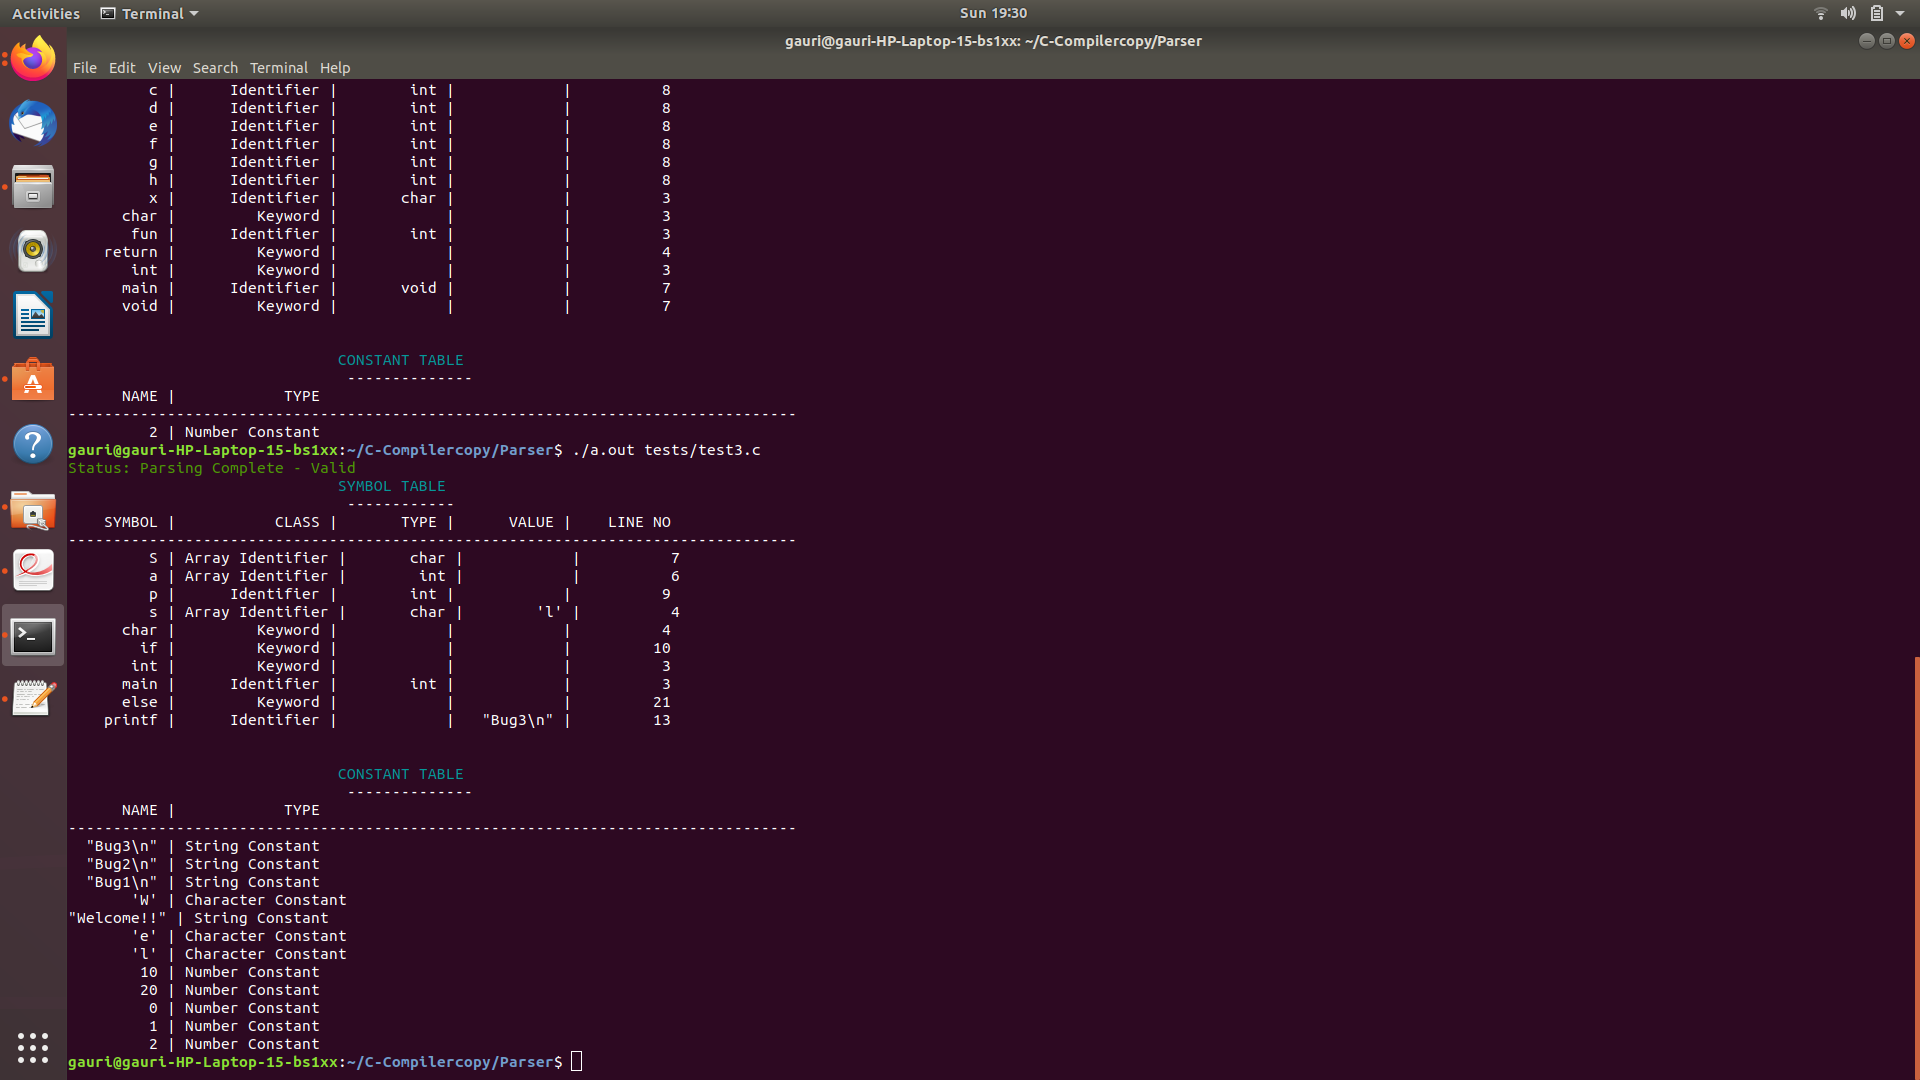 Activities Terminal Sun 19:30
gauri@gauri-HP-Laptop-15-bs1xx: ~/C-Compilercopy/Parser
File Edit View Search Terminal Help
c | Identifier | int | | 8
d | Identifier | int | | 8
e | Identifier | int | | 8
f | Identifier | int | | 8
g | Identifier | int | | 8
h | Identifier | int | | 8
x | Identifier | char | | 3
char | Keyword | | | 3
fun | Identifier | int | | 3
return | Keyword | | | 4
int | Keyword | | | 3
main | Identifier | void | | 7
void | Keyword | | | 7
CONSTANT TABLE
--------------
NAME | TYPE
---------------------------------------------------------------------------------
2 | Number Constant
gauri@gauri-HP-Laptop-15-bs1xx:~/C-Compilercopy/Parser$ ./a.out tests/test3.c
Status: Parsing Complete - Valid
SYMBOL TABLE
------------
SYMBOL | CLASS | TYPE | VALUE | LINE NO
---------------------------------------------------------------------------------
S | Array Identifier | char | | 7
a | Array Identifier | int | | 6
p | Identifier | int | | 9
s | Array Identifier | char | 'l' | 4
char | Keyword | | | 4
if | Keyword | | | 10
int | Keyword | | | 3
main | Identifier | int | | 3
else | Keyword | | | 21
printf | Identifier | | "Bug3\n" | 13
CONSTANT TABLE
--------------
NAME | TYPE
---------------------------------------------------------------------------------
"Bug3\n" | String Constant
"Bug2\n" | String Constant
"Bug1\n" | String Constant
'W' | Character Constant
"Welcome!!" | String Constant
'e' | Character Constant
'l' | Character Constant
10 | Number Constant
20 | Number Constant
0 | Number Constant
1 | Number Constant
2 | Number Constant
gauri@gauri-HP-Laptop-15-bs1xx:~/C-Compilercopy/Parser$